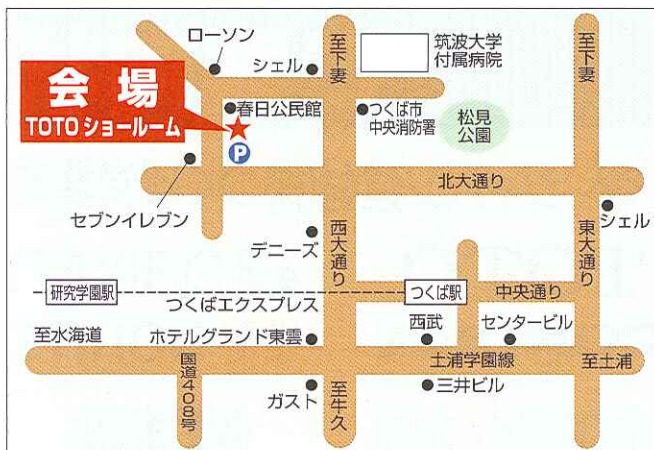 ローソン
至下妻
筑波大学
付属病院
至下妻
シェル
会場
TOTOショールーム
春日公民館
つくば市
中央消防署
松見
公園
P
北大通り
セブンイレブン
シェル
デニーズ
西大通り
東大通り
研究学園駅
つくばエクスプレス
つくば駅
中央通り
至水海道
ホテルグランド東雲
西武
センタービル
国道408号
土浦学園線
至土浦
ガスト
至牛久
三井ビル